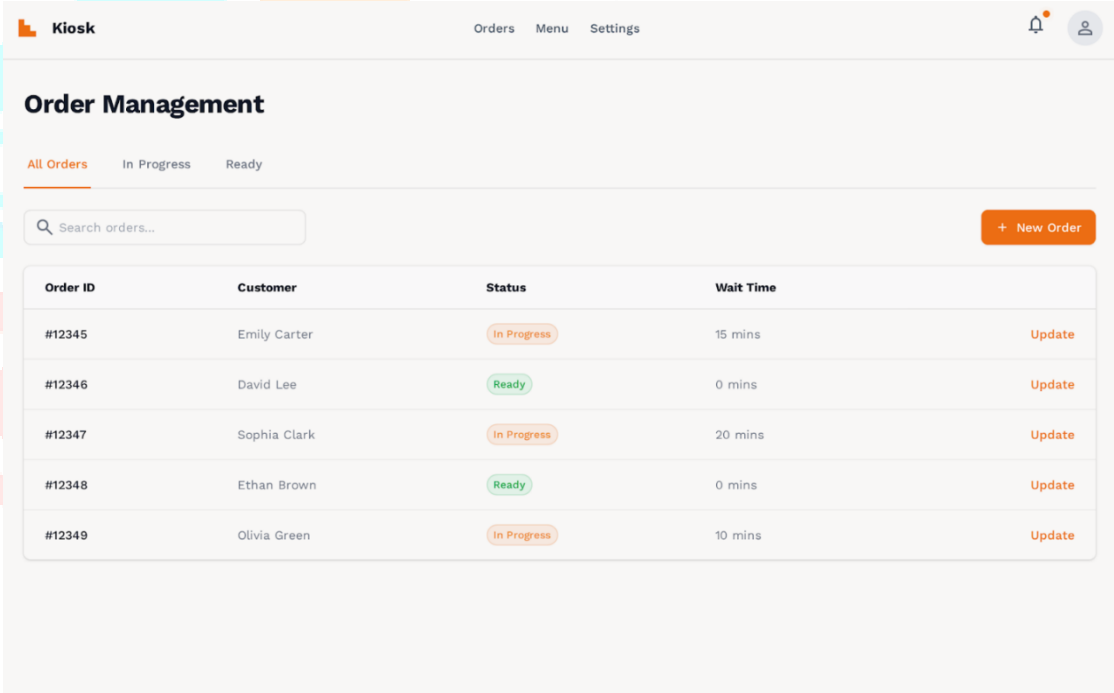 Kiosk
Orders Menu Settings
Order Management
All Orders In Progress Ready
Search orders...
+ New Order
Order ID Customer Status Wait Time
#12345 Emily Carter In Progress 15 mins Update
#12346 David Lee Ready 0 mins Update
#12347 Sophia Clark In Progress 20 mins Update
#12348 Ethan Brown Ready 0 mins Update
#12349 Olivia Green In Progress 10 mins Update